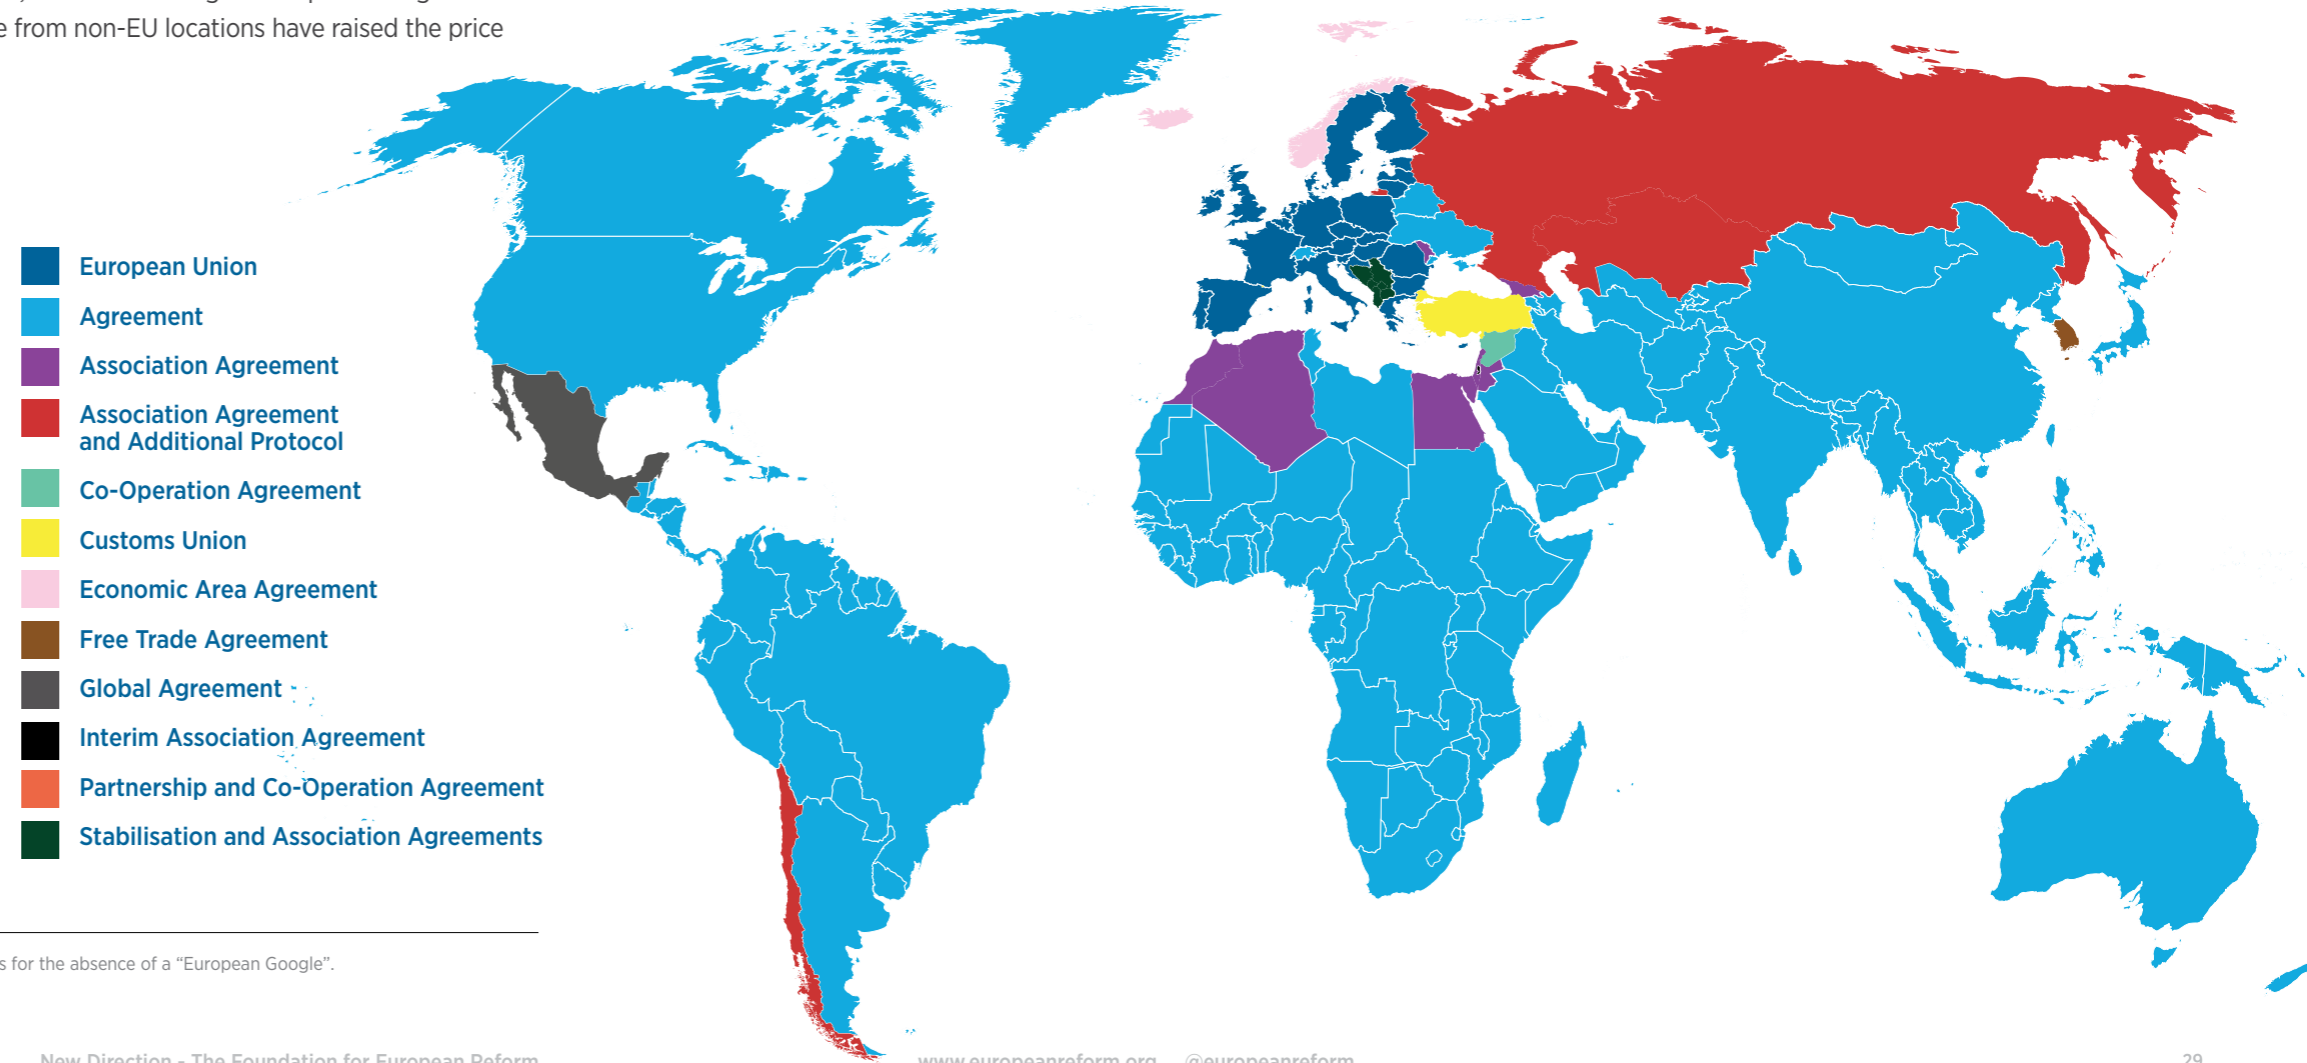 e from non-EU locations have raised the price
European Union
Agreement
Association Agreement
Association Agreement
and Additional Protocol
Co-Operation Agreement
Customs Union
Economic Area Agreement
Free Trade Agreement
Global Agreement
Interim Association Agreement
Partnership and Co-Operation Agreement
Stabilisation and Association Agreements
s for the absence of a “European Google”.
New Direction - The Foundation for European Reform
www.europeanreform.org @europeanreform
29